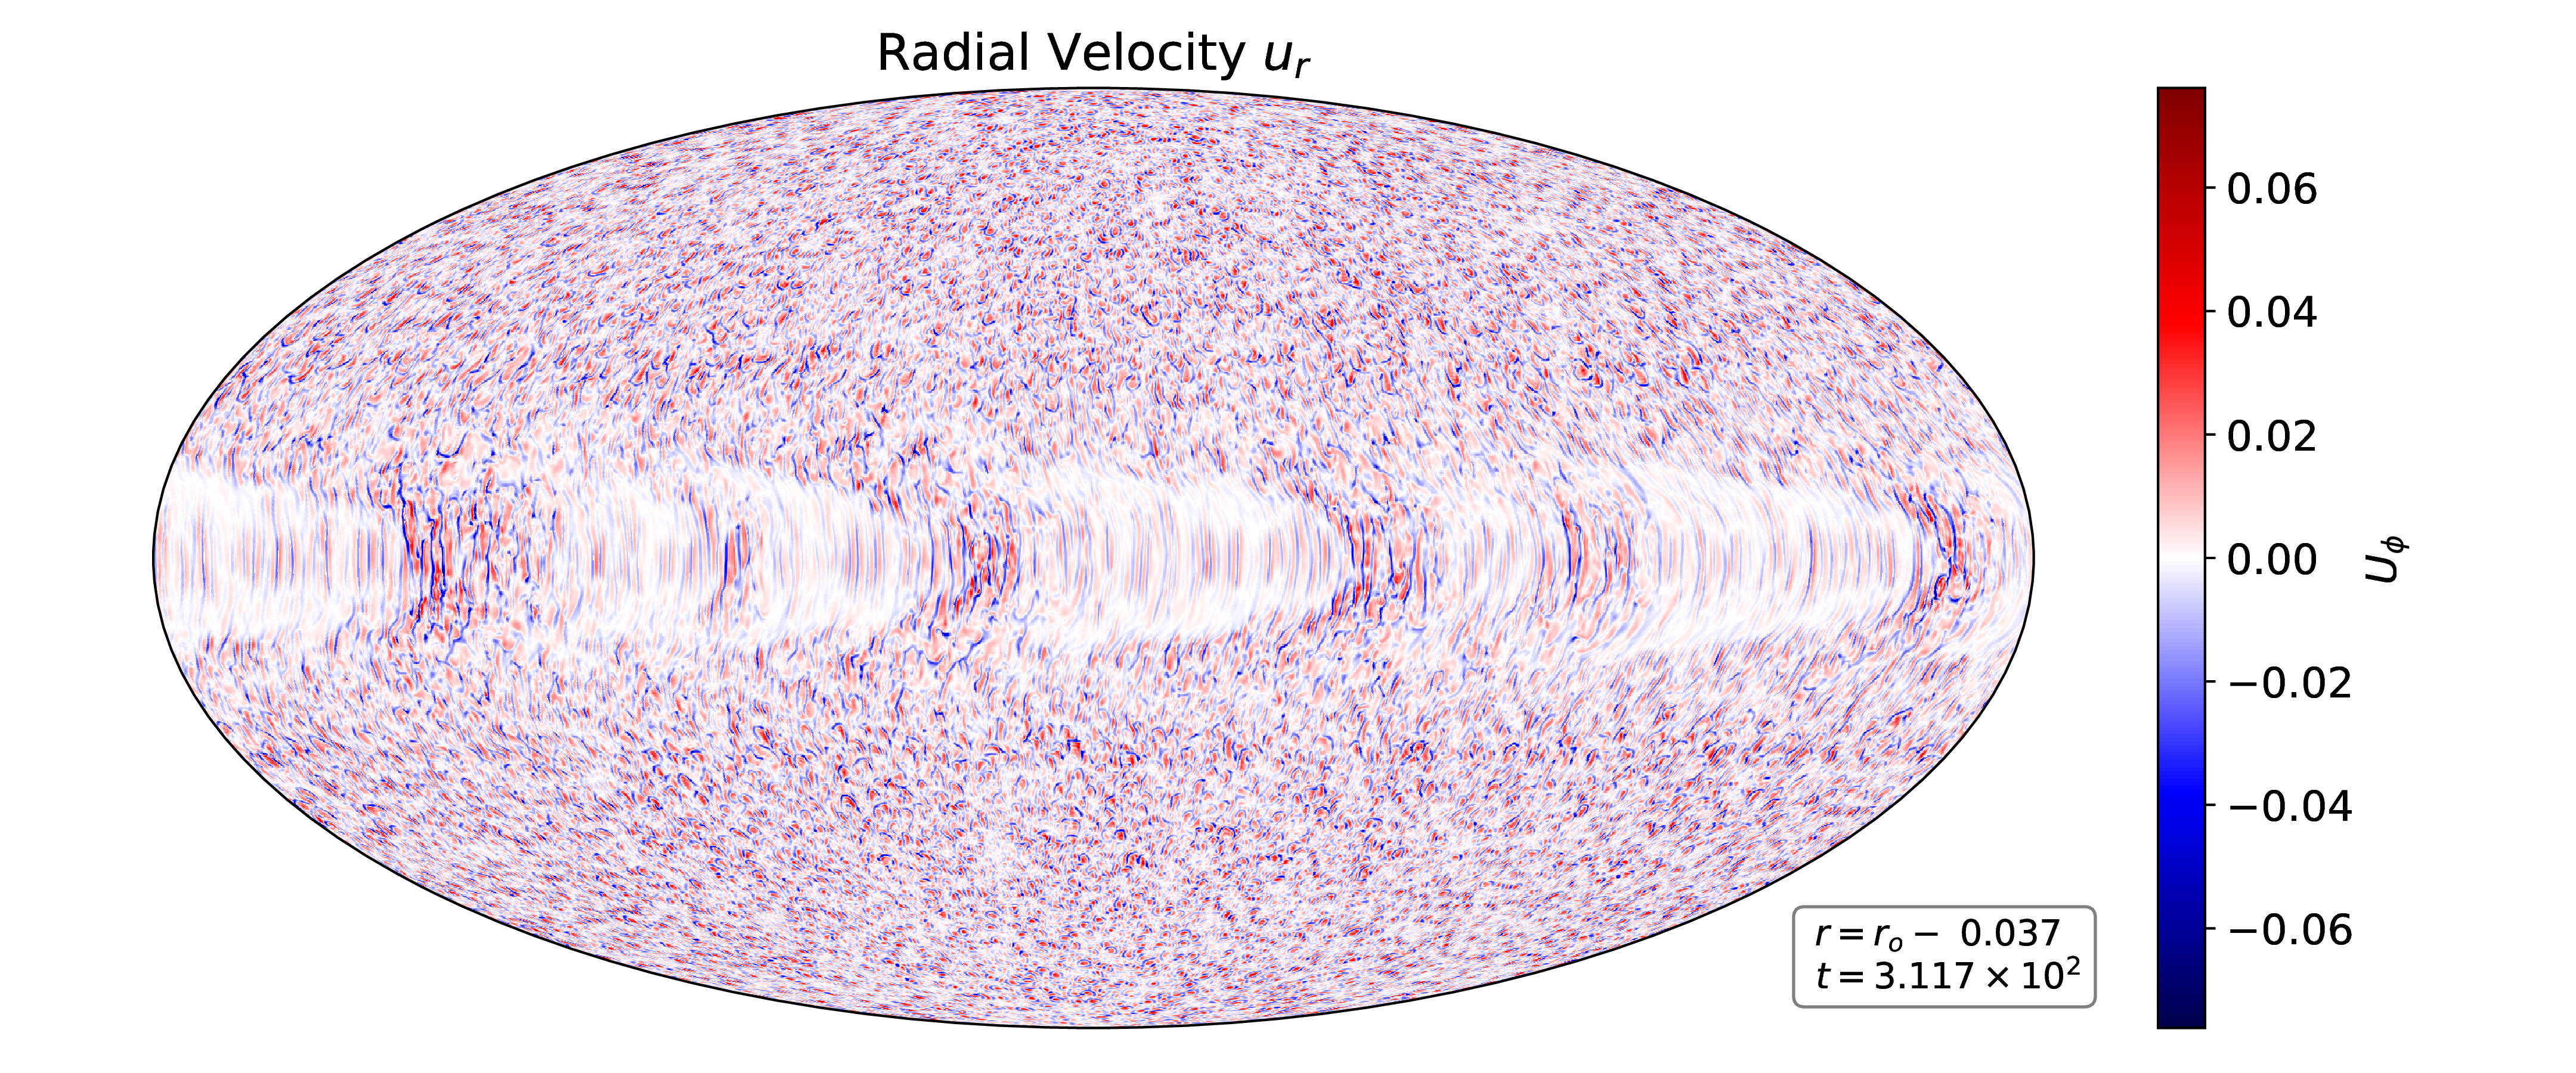 Radial Velocity u_r
0.06
0.04
0.02
0.00
−0.02
−0.04
−0.06
U_ϕ
r = r_o − 0.037
t = 3.117 × 10^2